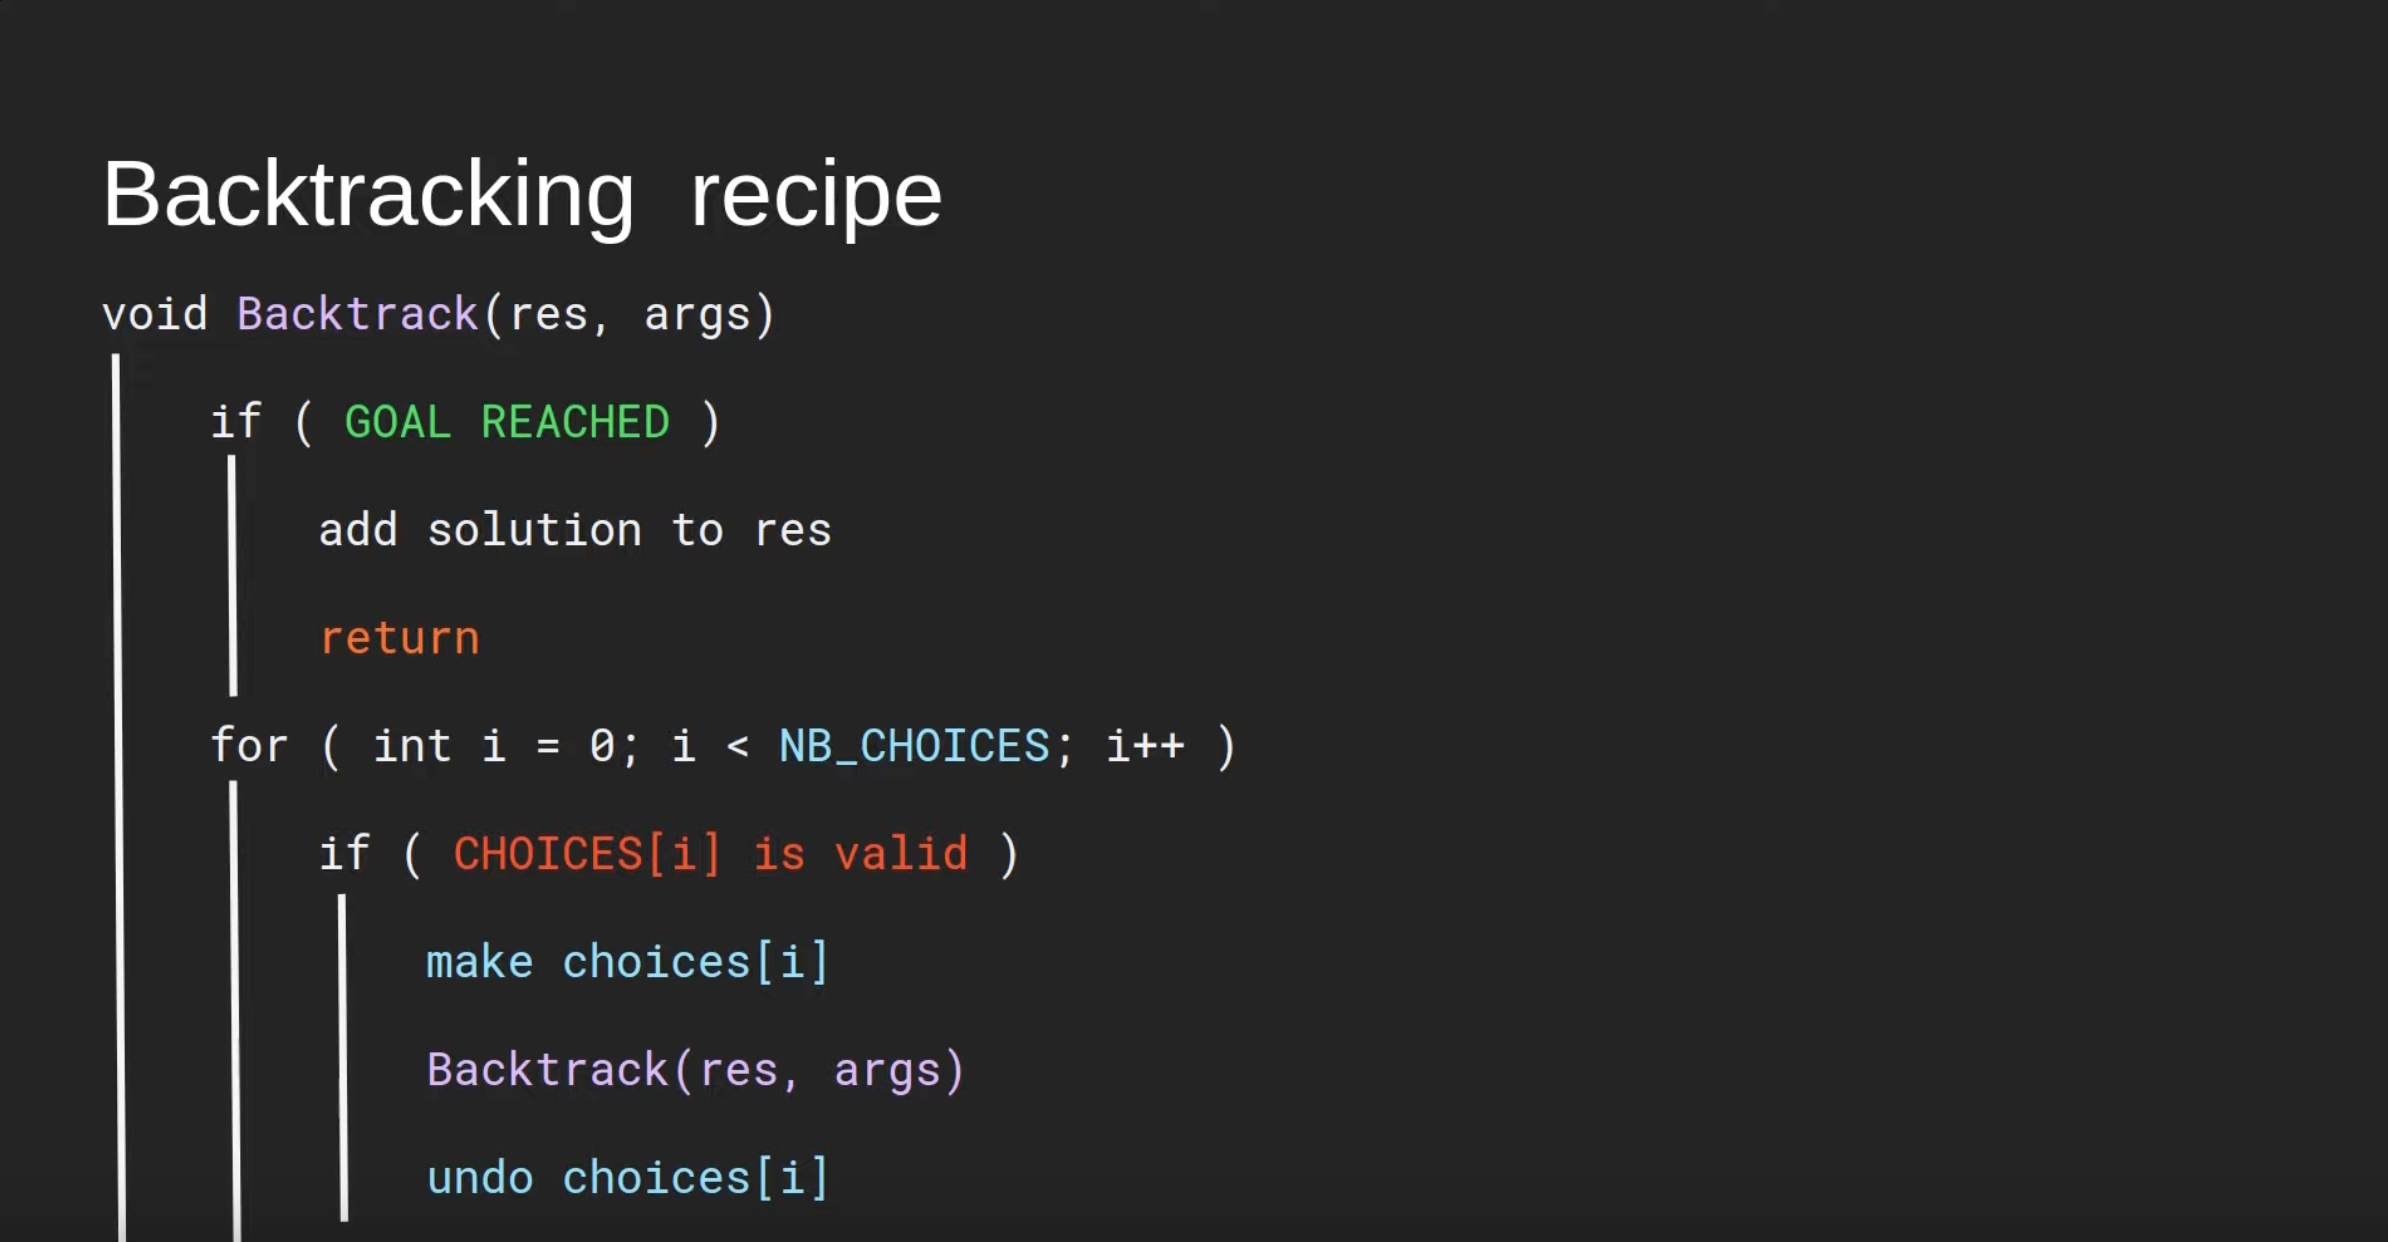 Backtracking recipe
void Backtrack(res, args)
if ( GOAL REACHED )
add solution to res
return
for ( int i = 0; i < NB_CHOICES; i++ )
if ( CHOICES[i] is valid )
make choices[i]
Backtrack(res, args)
undo choices[i]